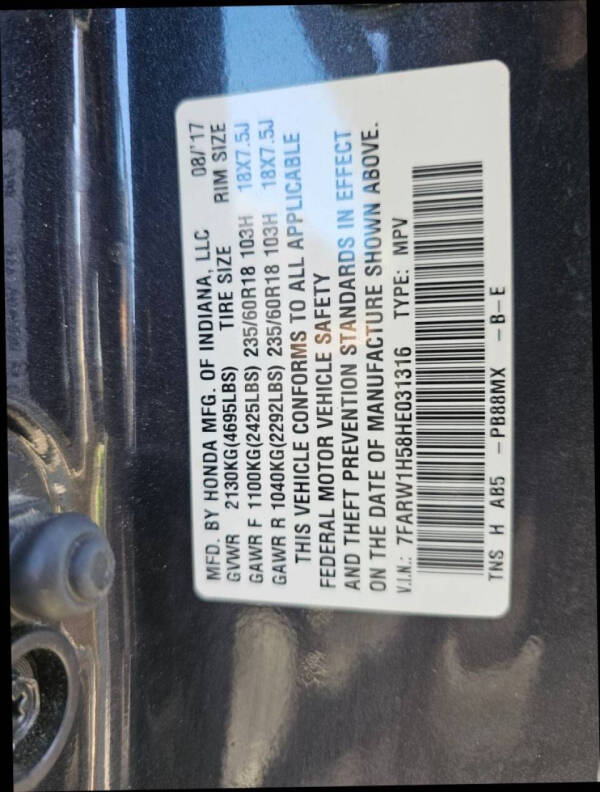 MFD. BY HONDA MFG. OF INDIANA, LLC 08/'17
GVWR 2130KG(4695LBS) TIRE SIZE RIM SIZE
GAWR F 1100KG(2425LBS) 235/60R18 103H 18X7.5J
GAWR R 1040KG(2292LBS) 235/60R18 103H 18X7.5J
THIS VEHICLE CONFORMS TO ALL APPLICABLE
FEDERAL MOTOR VEHICLE SAFETY
AND THEFT PREVENTION STANDARDS IN EFFECT
ON THE DATE OF MANUFACTURE SHOWN ABOVE.
V.I.N.: 7FARW1H58HE031316 TYPE: MPV
TNS H AB5 -PB88MX -B-E